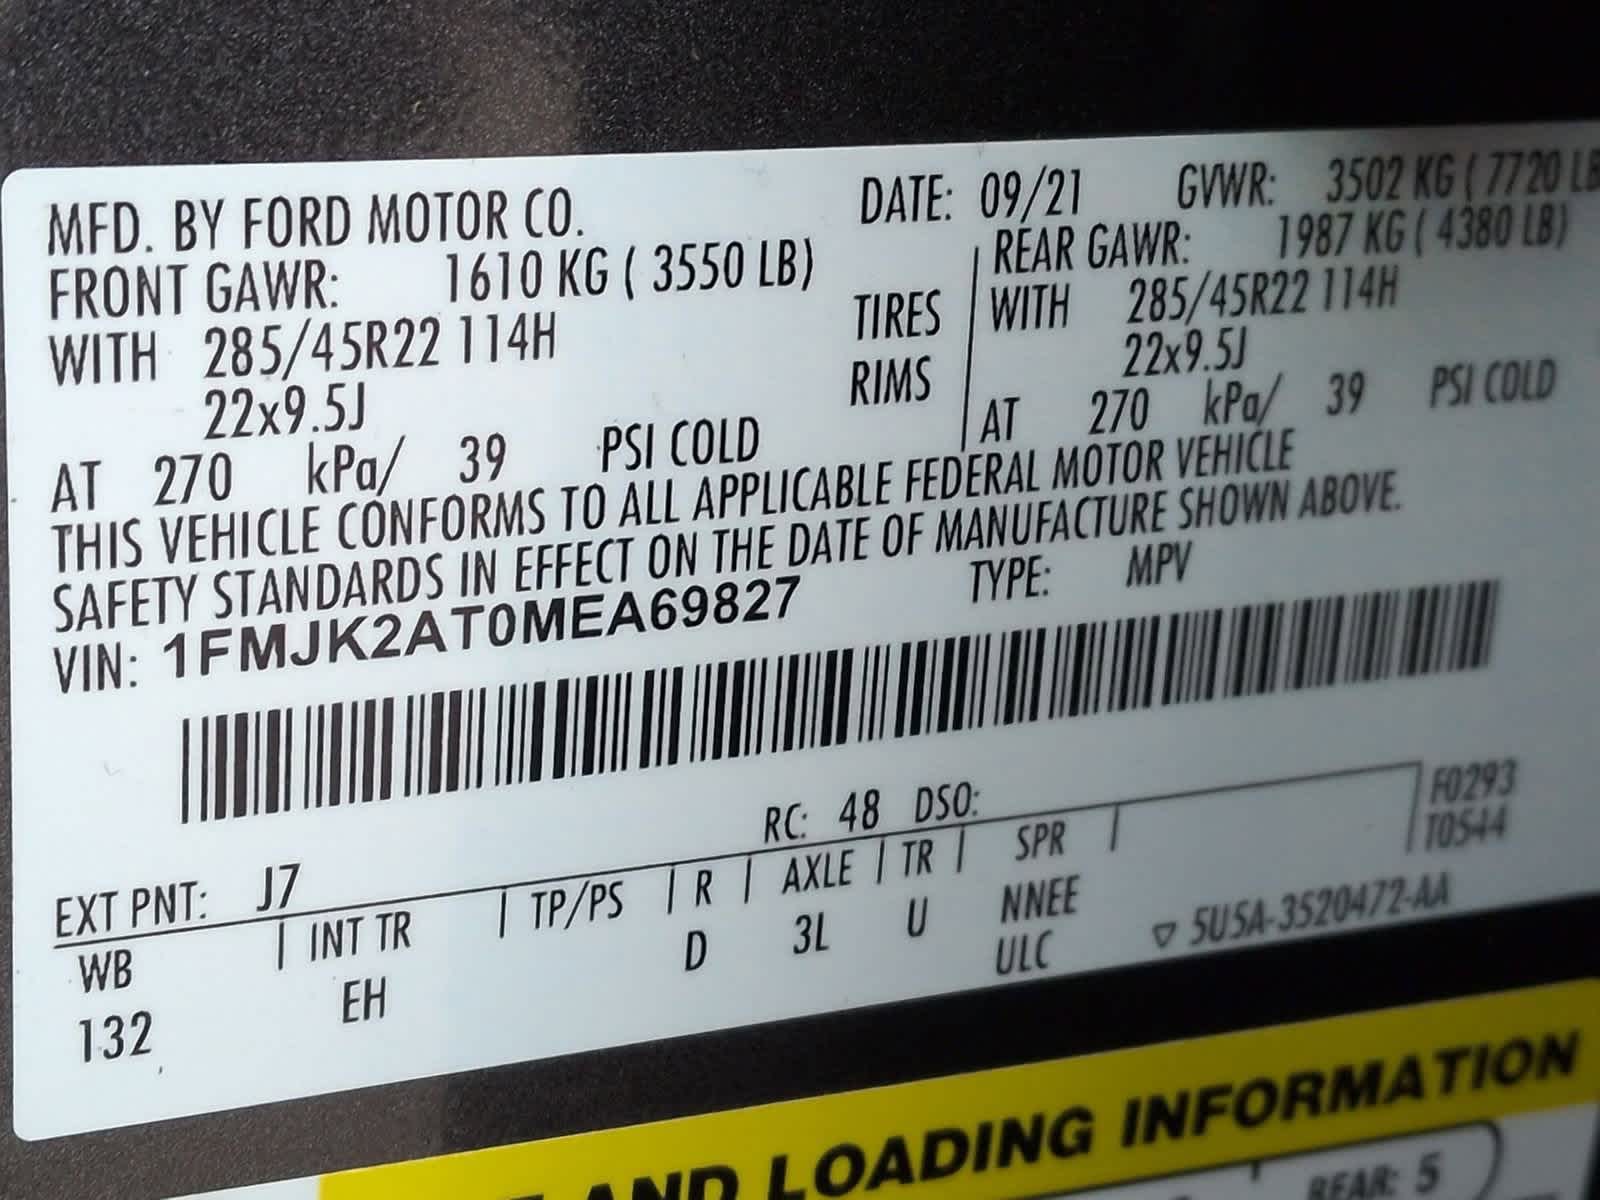 MFD. BY FORD MOTOR CO. DATE: 09/21 GVWR: 3502 KG ( 7720 LB
FRONT GAWR: 1610 KG ( 3550 LB) REAR GAWR: 1987 KG ( 4380 LB)
WITH 285/45R22 114H TIRES WITH 285/45R22 114H
22x9.5J RIMS 22x9.5J
AT 270 kPa/ 39 PSI COLD AT 270 kPa/ 39 PSI COLD
THIS VEHICLE CONFORMS TO ALL APPLICABLE FEDERAL MOTOR VEHICLE
SAFETY STANDARDS IN EFFECT ON THE DATE OF MANUFACTURE SHOWN ABOVE.
VIN: 1FMJK2AT0MEA69827 TYPE: MPV
F0293
EXT PNT: J7 RC: 48 DSO: T0544
WB INT TR TP/PS R AXLE TR SPR
132 EH D 3L U NNEE
ULC ▽ 5U5A-3520472-AA
AND LOADING INFORMATION
REAR: 5